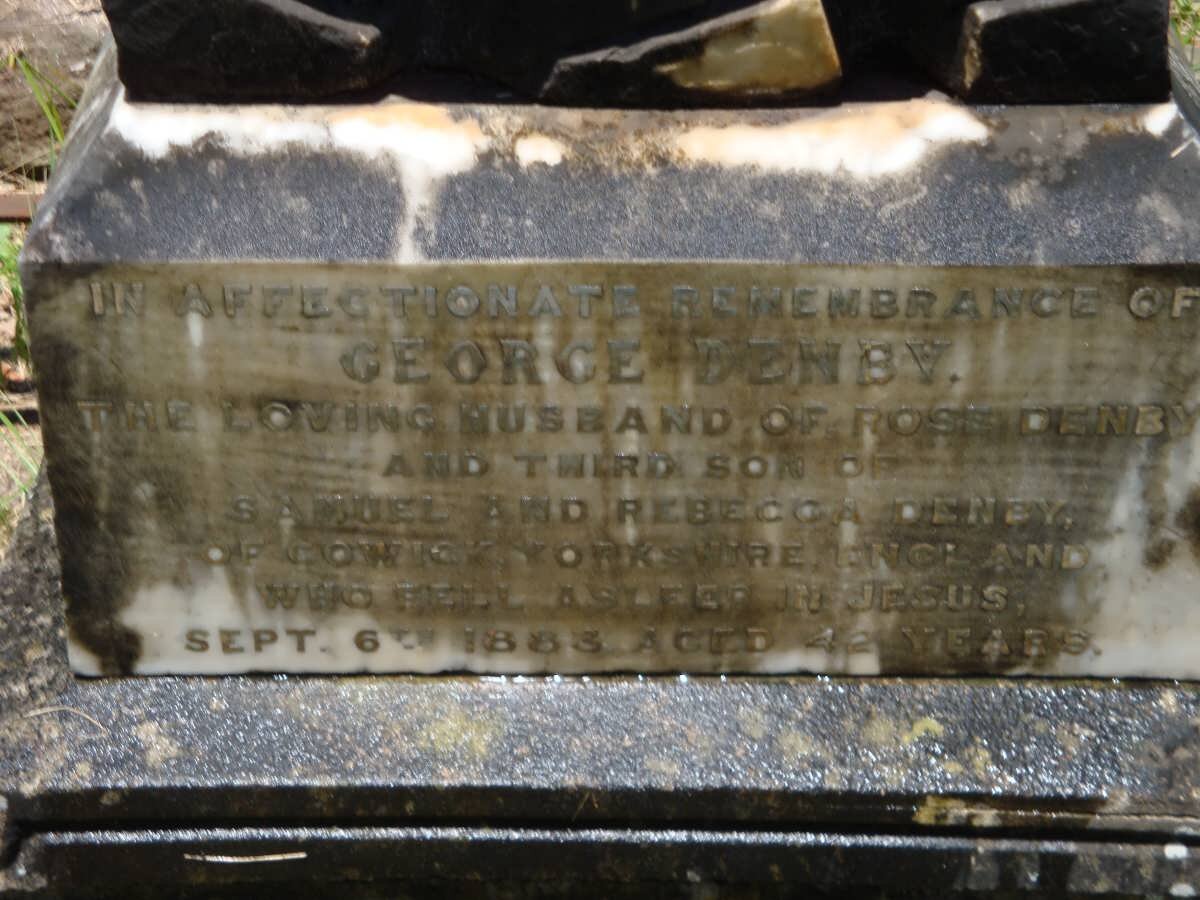 IN AFFECTIONATE REMEMBRANCE OF
GEORGE DENBY.
THE LOVING HUSBAND OF ROSE DENBY
AND THIRD SON OF
SAMUEL AND REBECCA DENBY,
OF COWICK, YORKSHIRE, ENGLAND,
WHO FELL ASLEEP IN JESUS,
SEPT. 6TH 1883. AGED 42 YEARS.